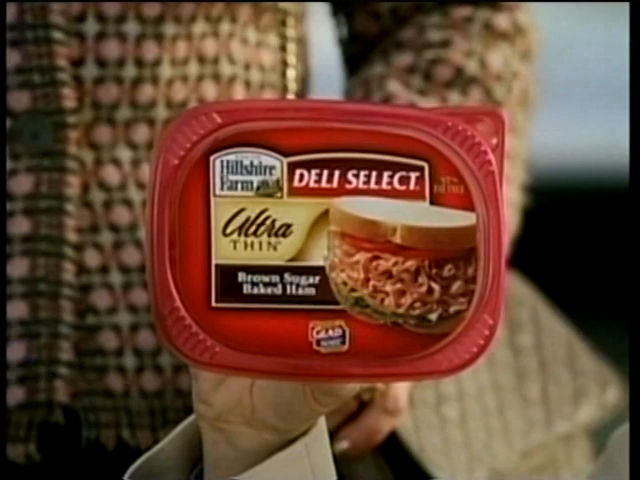 Hillshire
Farm
DELI SELECT
Ultra
THIN
Brown Sugar
Baked Ham
GLAD